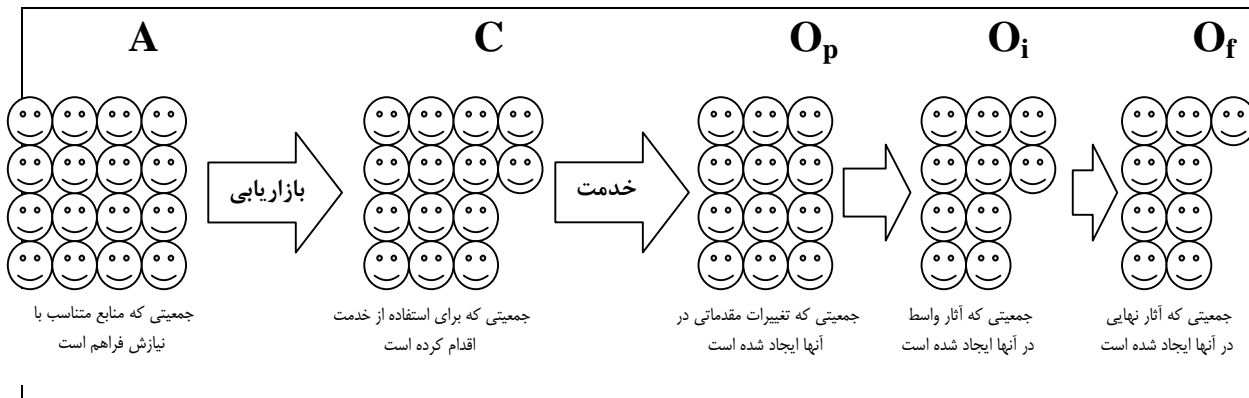 A
C
Op
Oi
Of
بازاریابی
خدمت
جمعیتی که منابع متناسب با
نیازش فراهم است
جمعیتی که برای استفاده از خدمت
اقدام کرده است
جمعیتی که تغییرات مقدماتی در
آنها ایجاد شده است
جمعیتی که آثار واسط
در آنها ایجاد شده است
جمعیتی که آثار نهایی
در آنها ایجاد شده است